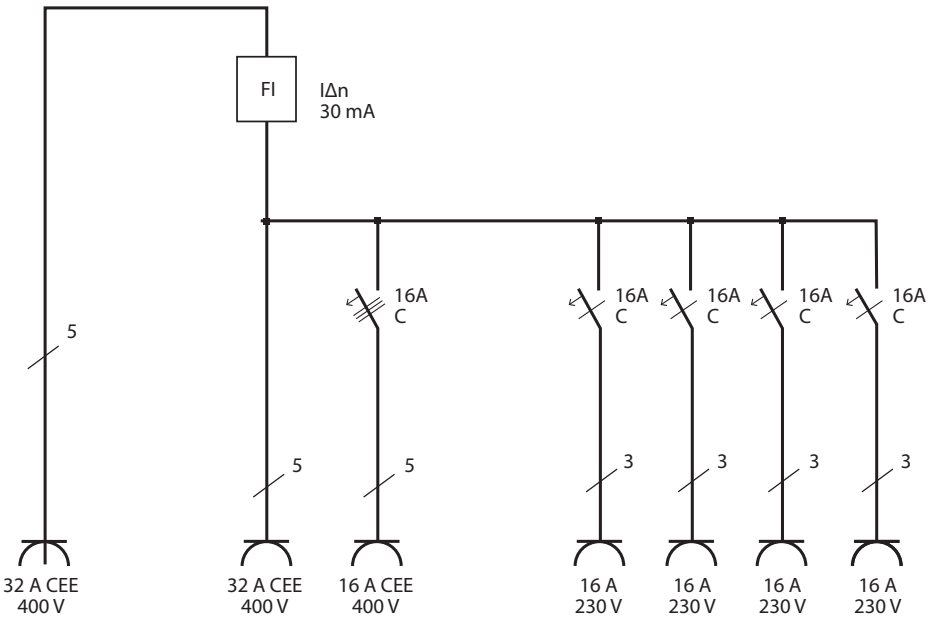 FI
IΔn
30 mA
16A
C
16A
C
16A
C
16A
C
16A
C
5
5
5
3
3
3
3
32 A CEE
400 V
32 A CEE
400 V
16 A CEE
400 V
16 A
230 V
16 A
230 V
16 A
230 V
16 A
230 V